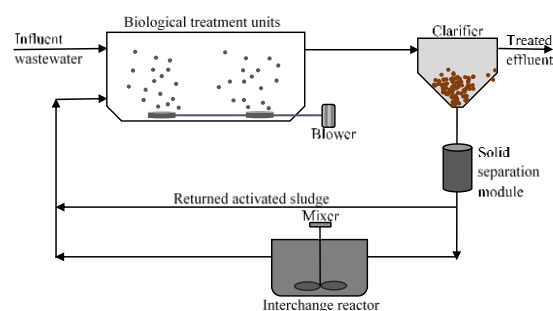 Biological treatment units
Influent
wastewater
Clarifier
Treated
effluent
Blower
Solid
separation
module
Returned activated sludge
Mixer
Interchange reactor